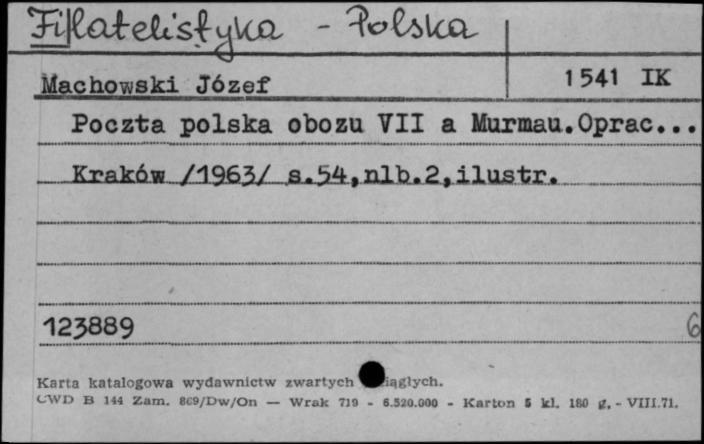 Filatelistyka - Polska
Machowski Józef
1541 IK
Poczta polska obozu VII a Murnau.Oprac...
Kraków /1963/ s.54,nlb.2,ilustr.
123889
6
Karta katalogowa wydawnictw zwartych iągłych.
CWD B 144 Zam. 869/Dw/On — Wrak 719 - 6.520.000 - Karton 5 kl. 180 g. - VIII.71.